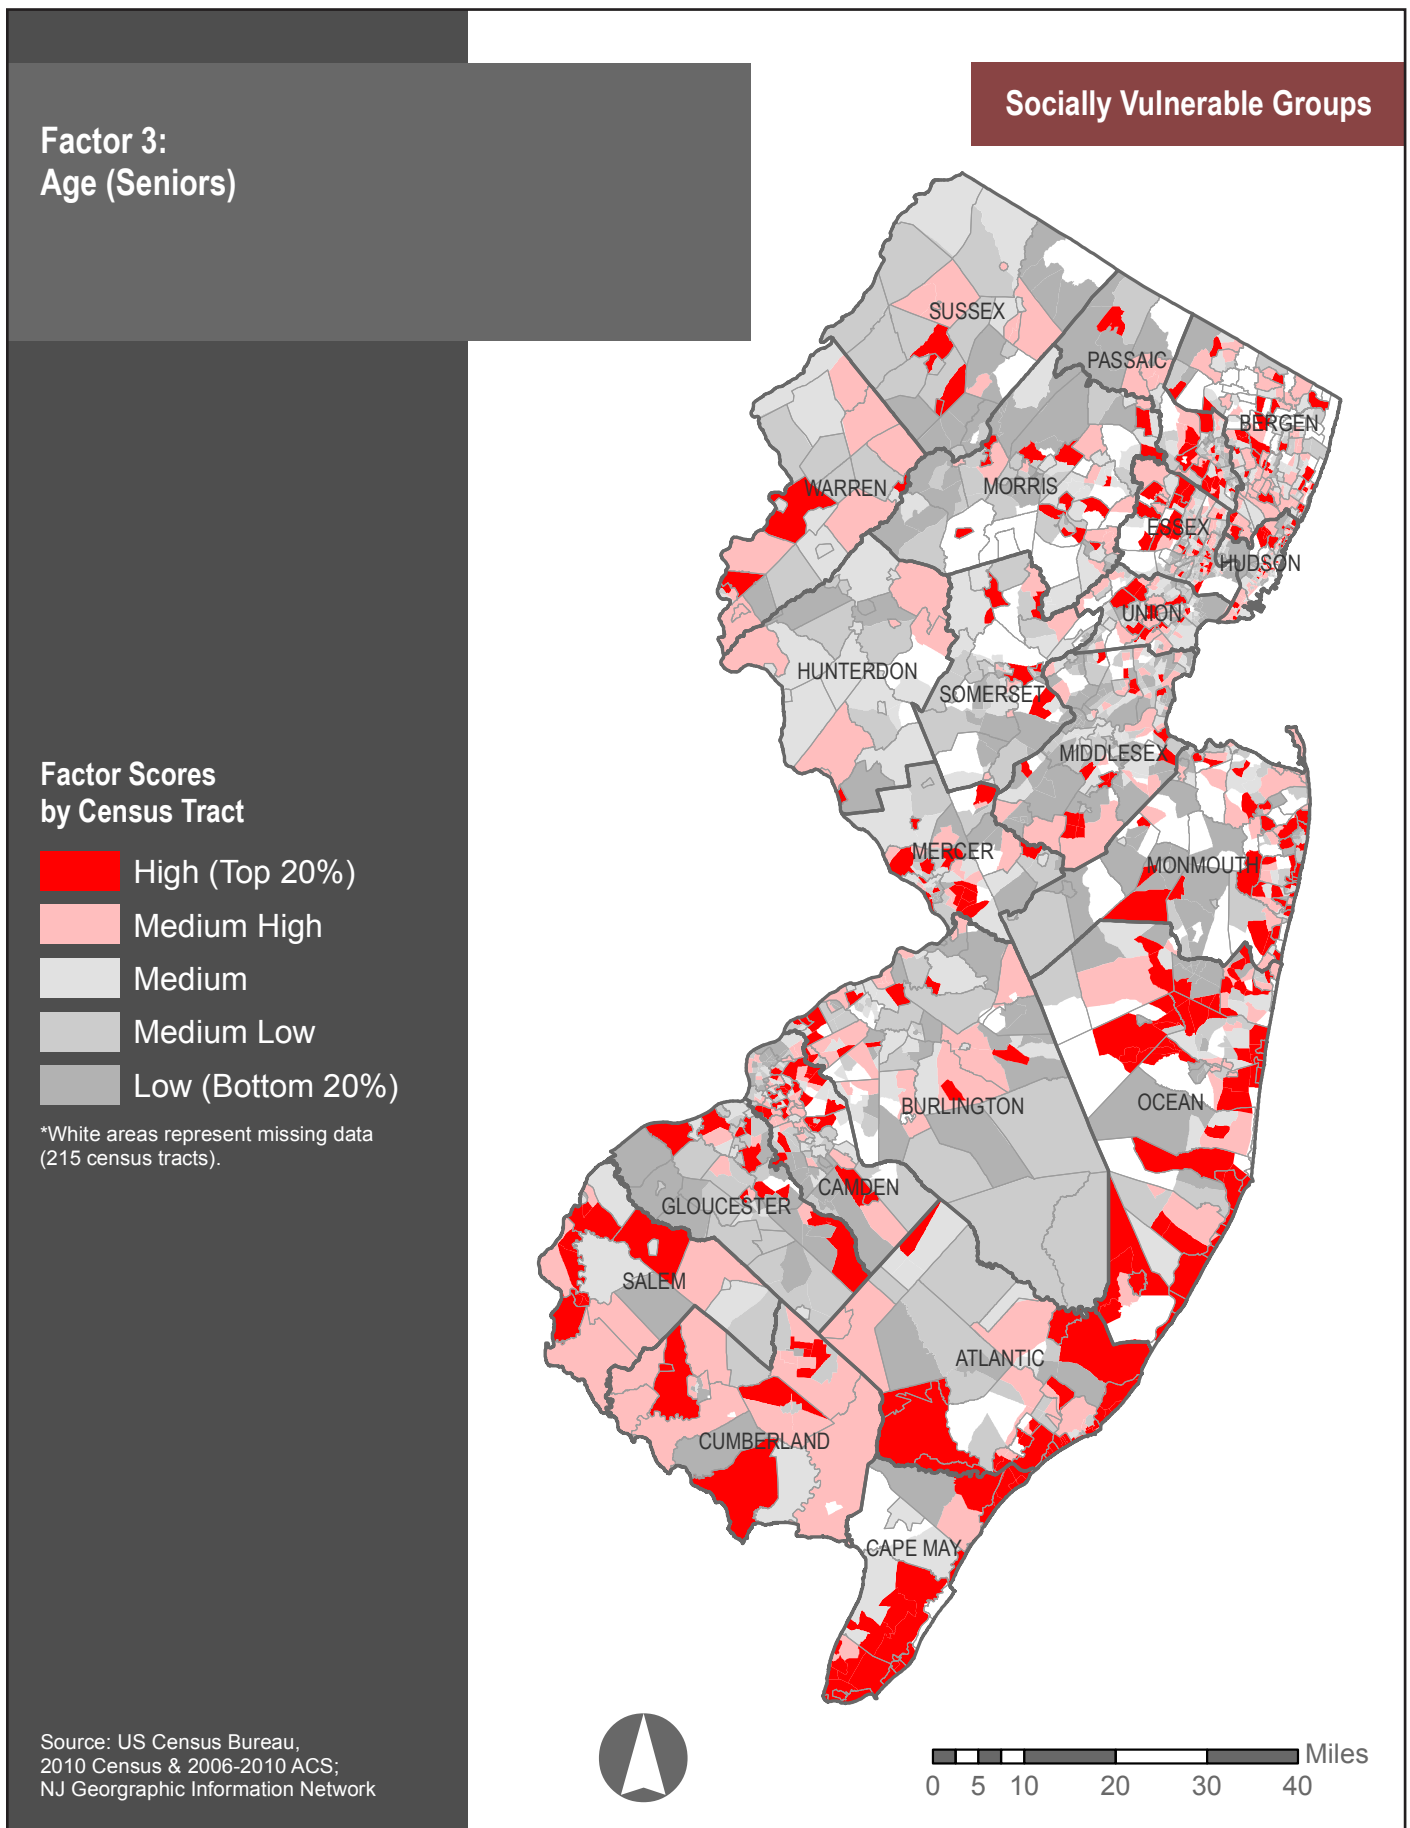 Socially Vulnerable Groups
Factor 3:
Age (Seniors)
SUSSEX
PASSAIC
BERGEN
WARREN
MORRIS
ESSEX
HUDSON
UNION
HUNTERDON
SOMERSET
MIDDLESEX
MERCER
MONMOUTH
BURLINGTON
OCEAN
CAMDEN
GLOUCESTER
SALEM
ATLANTIC
CUMBERLAND
CAPE MAY
Factor Scores
by Census Tract
High (Top 20%)
Medium High
Medium
Medium Low
Low (Bottom 20%)
*White areas represent missing data
(215 census tracts).
Source: US Census Bureau,
2010 Census & 2006-2010 ACS;
NJ Georgraphic Information Network
Miles
0 5 10 20 30 40